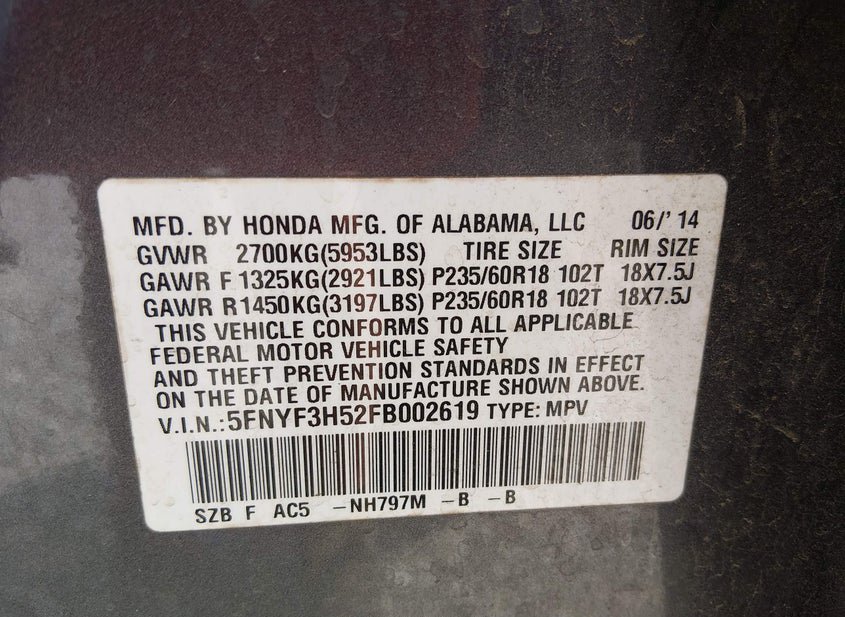 MFD. BY HONDA MFG. OF ALABAMA, LLC 06/'14
GVWR 2700KG(5953LBS) TIRE SIZE RIM SIZE
GAWR F 1325KG(2921LBS) P235/60R18 102T 18X7.5J
GAWR R 1450KG(3197LBS) P235/60R18 102T 18X7.5J
THIS VEHICLE CONFORMS TO ALL APPLICABLE
FEDERAL MOTOR VEHICLE SAFETY
AND THEFT PREVENTION STANDARDS IN EFFECT
ON THE DATE OF MANUFACTURE SHOWN ABOVE.
V.I.N.:5FNYF3H52FB002619 TYPE: MPV
SZB F AC5 -NH797M -B -B